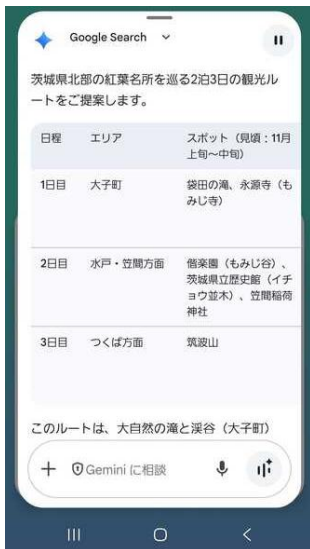 Google Search
茨城県北部の紅葉名所を巡る2泊3日の観光ル
ートをご提案します。
日程 エリア スポット（見頃：11月
上旬～中旬）
1日目 大子町 袋田の滝、永源寺（も
みじ寺）
2日目 水戸・笠間方面 偕楽園（もみじ谷）、
茨城県立歴史館（イチ
ョウ並木）、笠間稲荷
神社
3日目 つくば方面 筑波山
このルートは、大自然の滝と渓谷（大子町）
Gemini に相談